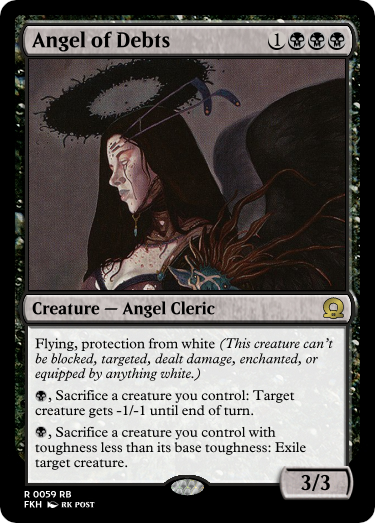 Angel of Debts 1
Creature — Angel Cleric
Flying, protection from white (This creature can't
be blocked, targeted, dealt damage, enchanted, or
equipped by anything white.)
, Sacrifice a creature you control: Target
creature gets -1/-1 until end of turn.
, Sacrifice a creature you control with
toughness less than its base toughness: Exile
target creature.
3/3
R 0059 RB
FKH RK POST